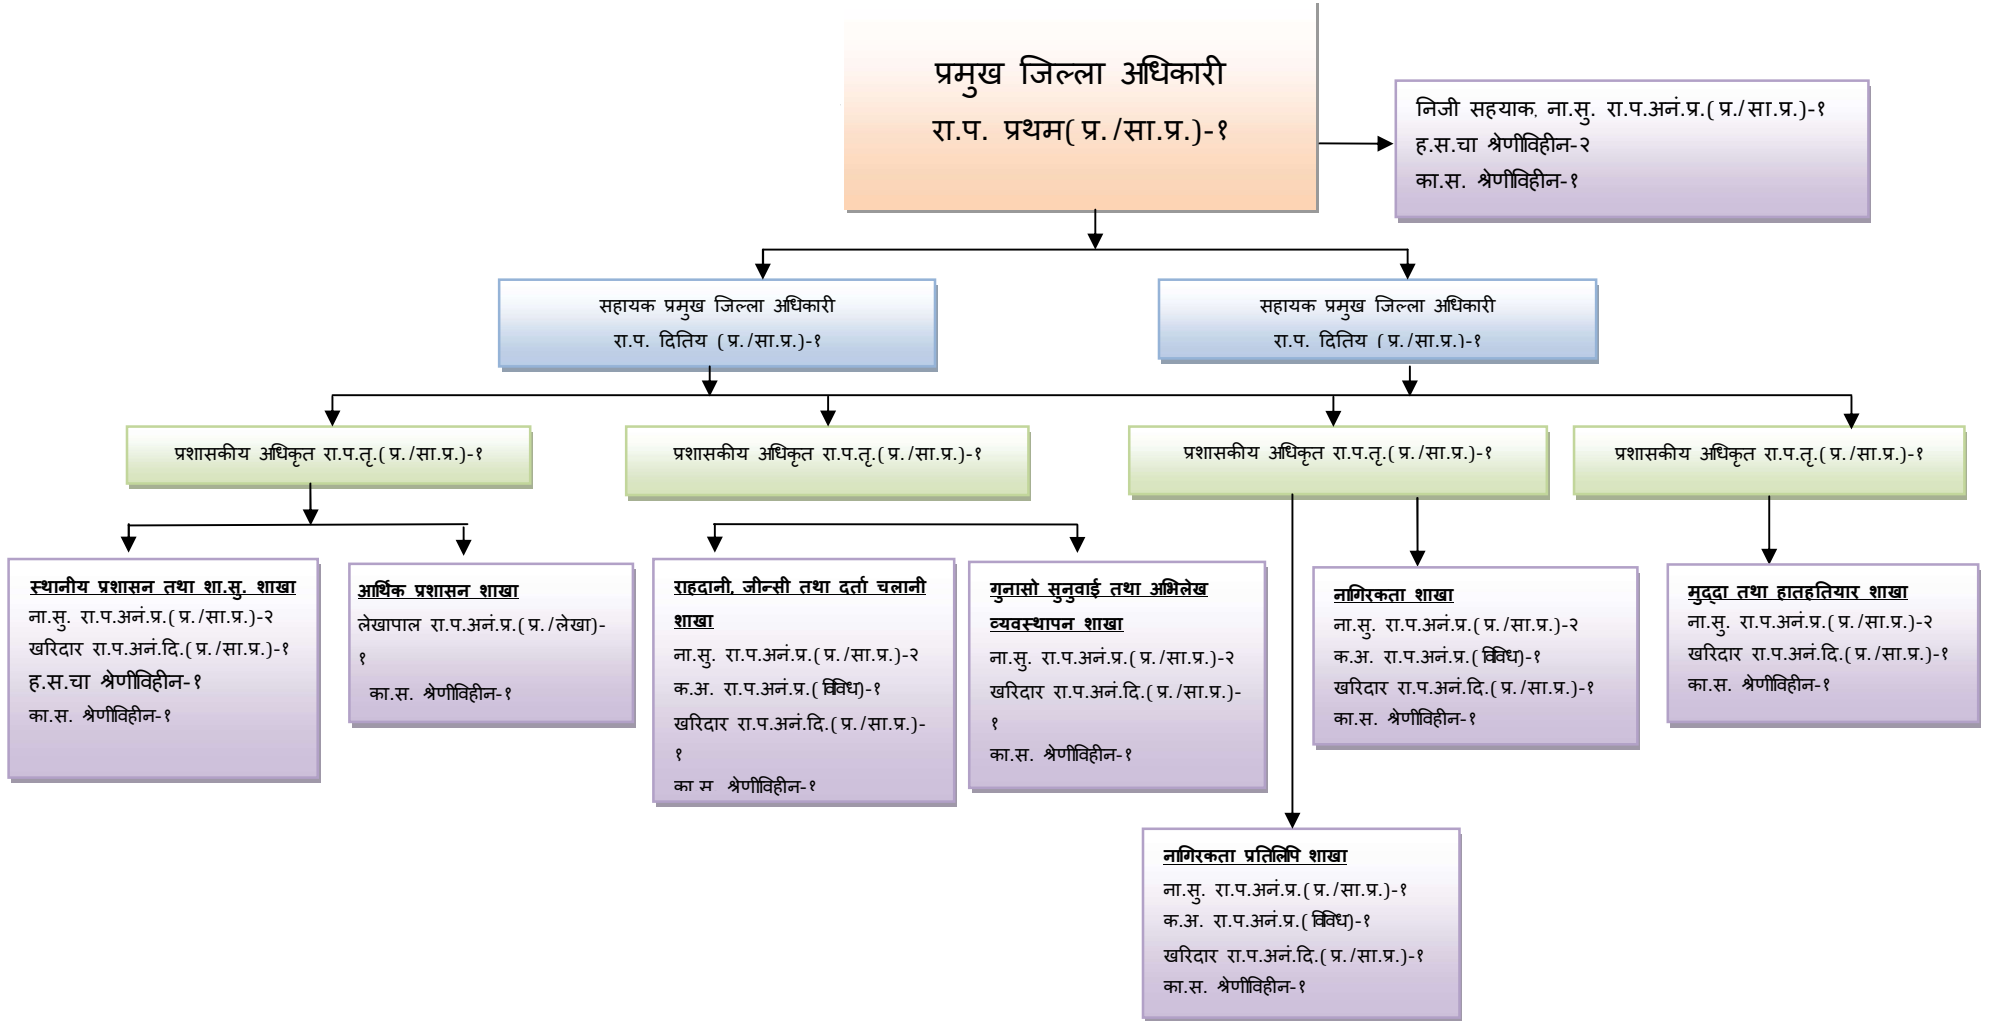 प्रमुख जिल्ला अधिकारी
रा.प. प्रथम(प्र./सा.प्र.)-१
निजी सहयाक, ना.सु. रा.प.अनं.प्र.(प्र./सा.प्र.)-१
ह.स.चा श्रेणीविहीन-२
का.स. श्रेणीविहीन-१
सहायक प्रमुख जिल्ला अधिकारी
रा.प. दितिय (प्र./सा.प्र.)-१
सहायक प्रमुख जिल्ला अधिकारी
रा.प. दितिय (प्र./सा.प्र.)-१
प्रशासकीय अधिकृत रा.प.तृ.(प्र./सा.प्र.)-१
प्रशासकीय अधिकृत रा.प.तृ.(प्र./सा.प्र.)-१
प्रशासकीय अधिकृत रा.प.तृ.(प्र./सा.प्र.)-१
प्रशासकीय अधिकृत रा.प.तृ.(प्र./सा.प्र.)-१
स्थानीय प्रशासन तथा शा.सु. शाखा
ना.सु. रा.प.अनं.प्र.(प्र./सा.प्र.)-२
खरिदार रा.प.अनं.दि.(प्र./सा.प्र.)-१
ह.स.चा श्रेणीविहीन-१
का.स. श्रेणीविहीन-१
आर्थिक प्रशासन शाखा
लेखापाल रा.प.अनं.प्र.(प्र./लेखा)-
१
का.स. श्रेणीविहीन-१
राहदानी, जीन्सी तथा दर्ता चलानी
शाखा
ना.सु. रा.प.अनं.प्र.(प्र./सा.प्र.)-२
क.अ. रा.प.अनं.प्र.(विविध)-१
खरिदार रा.प.अनं.दि.(प्र./सा.प्र.)-
१
का.स. श्रेणीविहीन-१
गुनासो सुनुवाई तथा अभिलेख
व्यवस्थापन शाखा
ना.सु. रा.प.अनं.प्र.(प्र./सा.प्र.)-२
खरिदार रा.प.अनं.दि.(प्र./सा.प्र.)-
१
का.स. श्रेणीविहीन-१
नागिरकता शाखा
ना.सु. रा.प.अनं.प्र.(प्र./सा.प्र.)-२
क.अ. रा.प.अनं.प्र.(विविध)-१
खरिदार रा.प.अनं.दि.(प्र./सा.प्र.)-१
का.स. श्रेणीविहीन-१
मुद्दा तथा हातहतियार शाखा
ना.सु. रा.प.अनं.प्र.(प्र./सा.प्र.)-२
खरिदार रा.प.अनं.दि.(प्र./सा.प्र.)-१
का.स. श्रेणीविहीन-१
नागिरकता प्रतिलिपि शाखा
ना.सु. रा.प.अनं.प्र.(प्र./सा.प्र.)-१
क.अ. रा.प.अनं.प्र.(विविध)-१
खरिदार रा.प.अनं.दि.(प्र./सा.प्र.)-१
का.स. श्रेणीविहीन-१